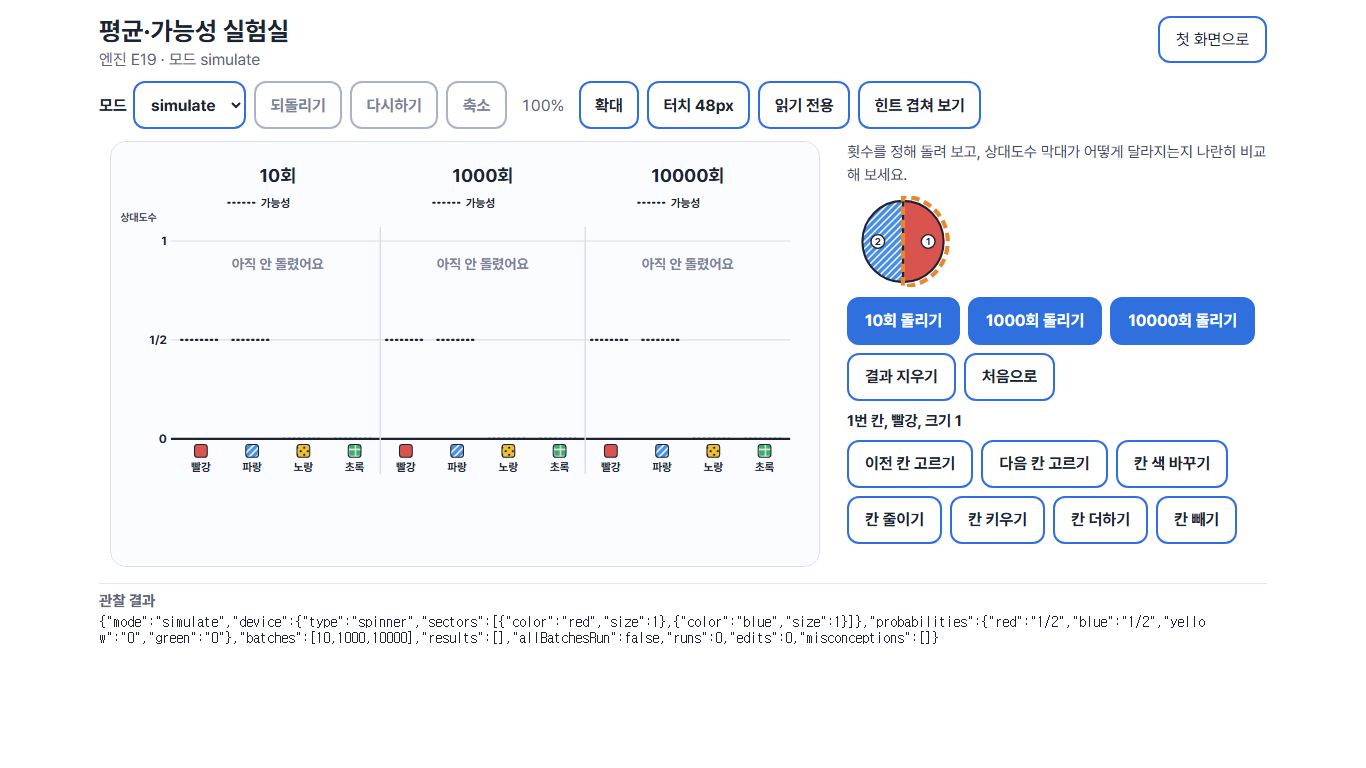 평균·가능성 실험실
엔진 E19 · 모드 simulate
첫 화면으로
모드 simulate 되돌리기 다시하기 축소 100% 확대 터치 48px 읽기 전용 힌트 겹쳐 보기
10회 1000회 10000회
가능성 가능성 가능성
상대도수
1
아직 안 돌렸어요 아직 안 돌렸어요 아직 안 돌렸어요
1/2
0
빨강 파랑 노랑 초록 빨강 파랑 노랑 초록 빨강 파랑 노랑 초록
횟수를 정해 돌려 보고, 상대도수 막대가 어떻게 달라지는지 나란히 비교
해 보세요.
2 1
10회 돌리기 1000회 돌리기 10000회 돌리기
결과 지우기 처음으로
1번 칸, 빨강, 크기 1
이전 칸 고르기 다음 칸 고르기 칸 색 바꾸기
칸 줄이기 칸 키우기 칸 더하기 칸 빼기
관찰 결과
{"mode":"simulate","device":{"type":"spinner","sectors":[{"color":"red","size":1},{"color":"blue","size":1}]},"probabilities":{"red":"1/2","blue":"1/2","yello
w":"0","green":"0"},"batches":[10,1000,10000],"results":[],"allBatchesRun":false,"runs":0,"edits":0,"misconceptions":[]}